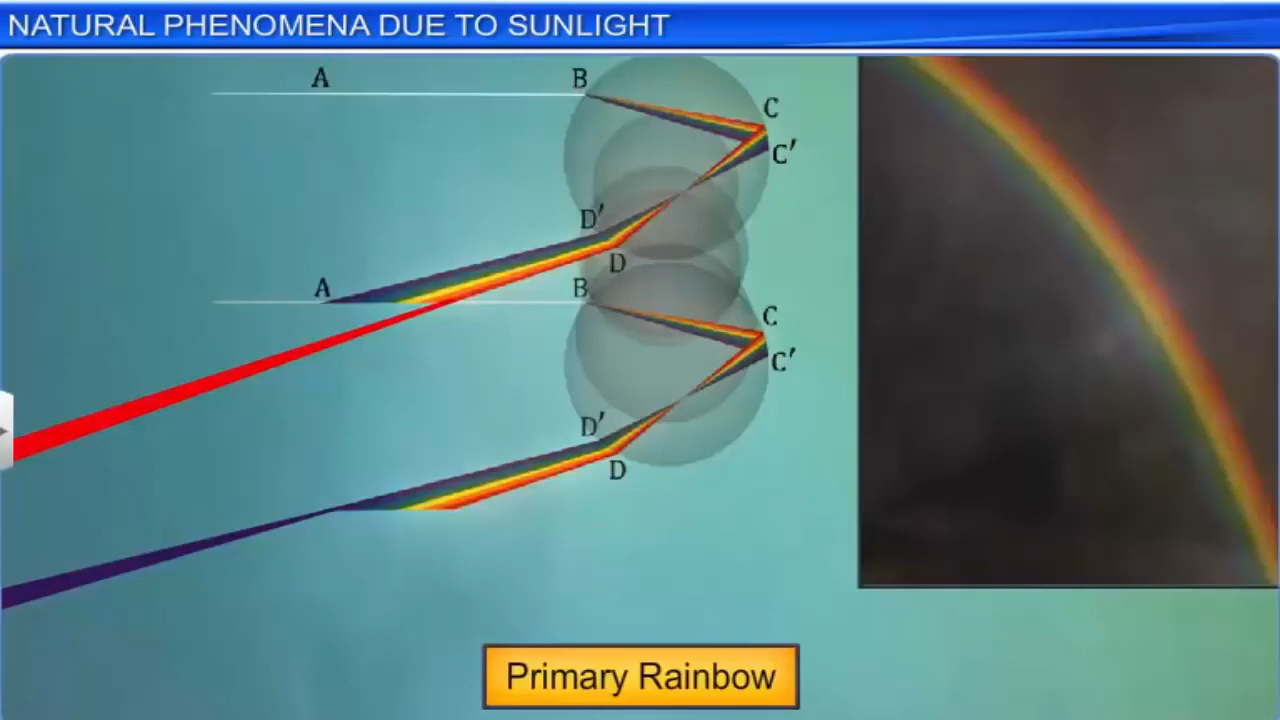 NATURAL PHENOMENA DUE TO SUNLIGHT
A
B
C
C′
D′
D
A
B
C
C′
D′
D
Primary Rainbow